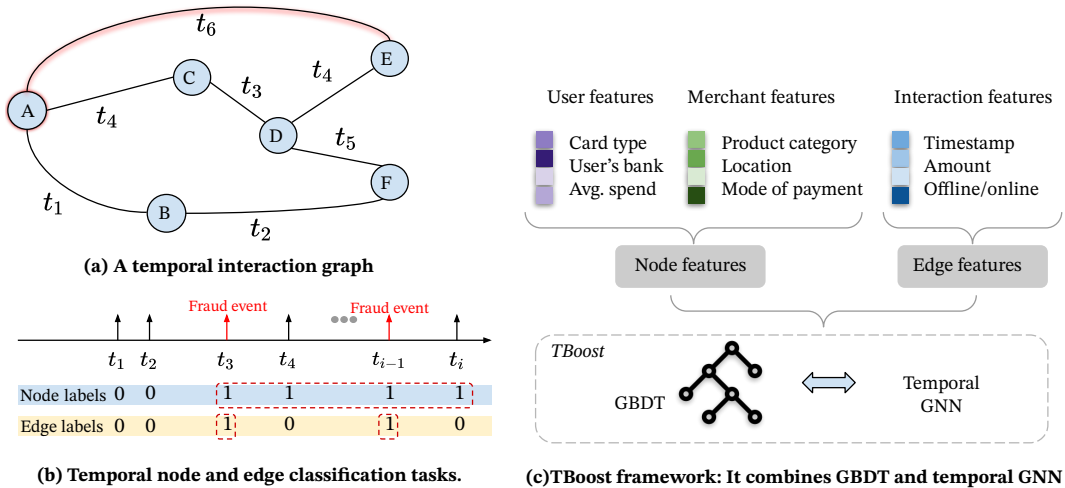 t6
A
C
E
t4
t3
t4
D
t5
F
t1
B
t2
(a) A temporal interaction graph
Fraud event
Fraud event
t1 t2 t3 t4 ti−1 ti
Node labels 0 0 1 1 1 1
Edge labels 0 0 1 0 1 0
(b) Temporal node and edge classification tasks.
User features
Card type
User's bank
Avg. spend
Merchant features
Product category
Location
Mode of payment
Interaction features
Timestamp
Amount
Offline/online
Node features
Edge features
TBoost
GBDT
Temporal
GNN
(c)TBoost framework: It combines GBDT and temporal GNN